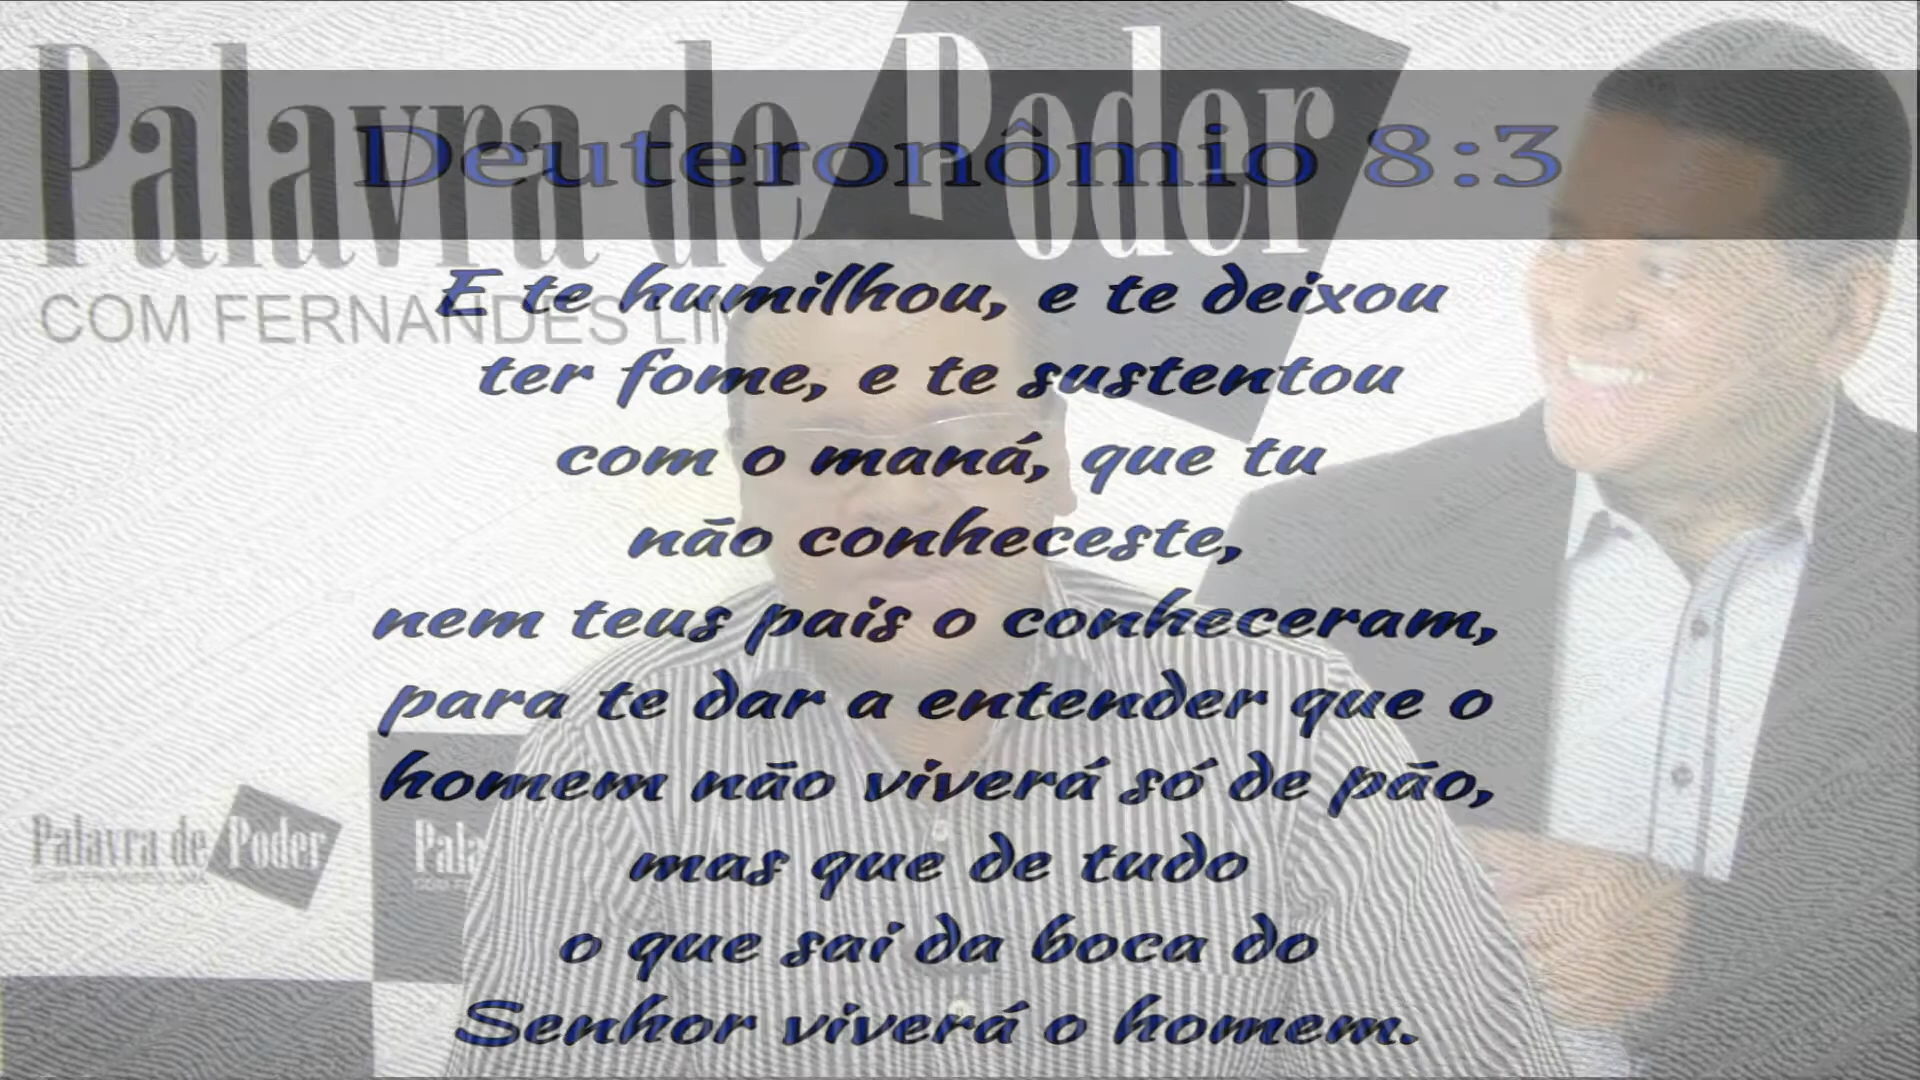 Palavra de Poder
Deuteronômio 8:3
COM FERNANDES
E te humilhou, e te deixou
ter fome, e te sustentou
com o maná, que tu
não conheceste,
nem teus pais o conheceram,
para te dar a entender que o
homem não viverá só de pão,
mas que de tudo
o que sai da boca do
Senhor viverá o homem.
Palavra de Poder
Pala